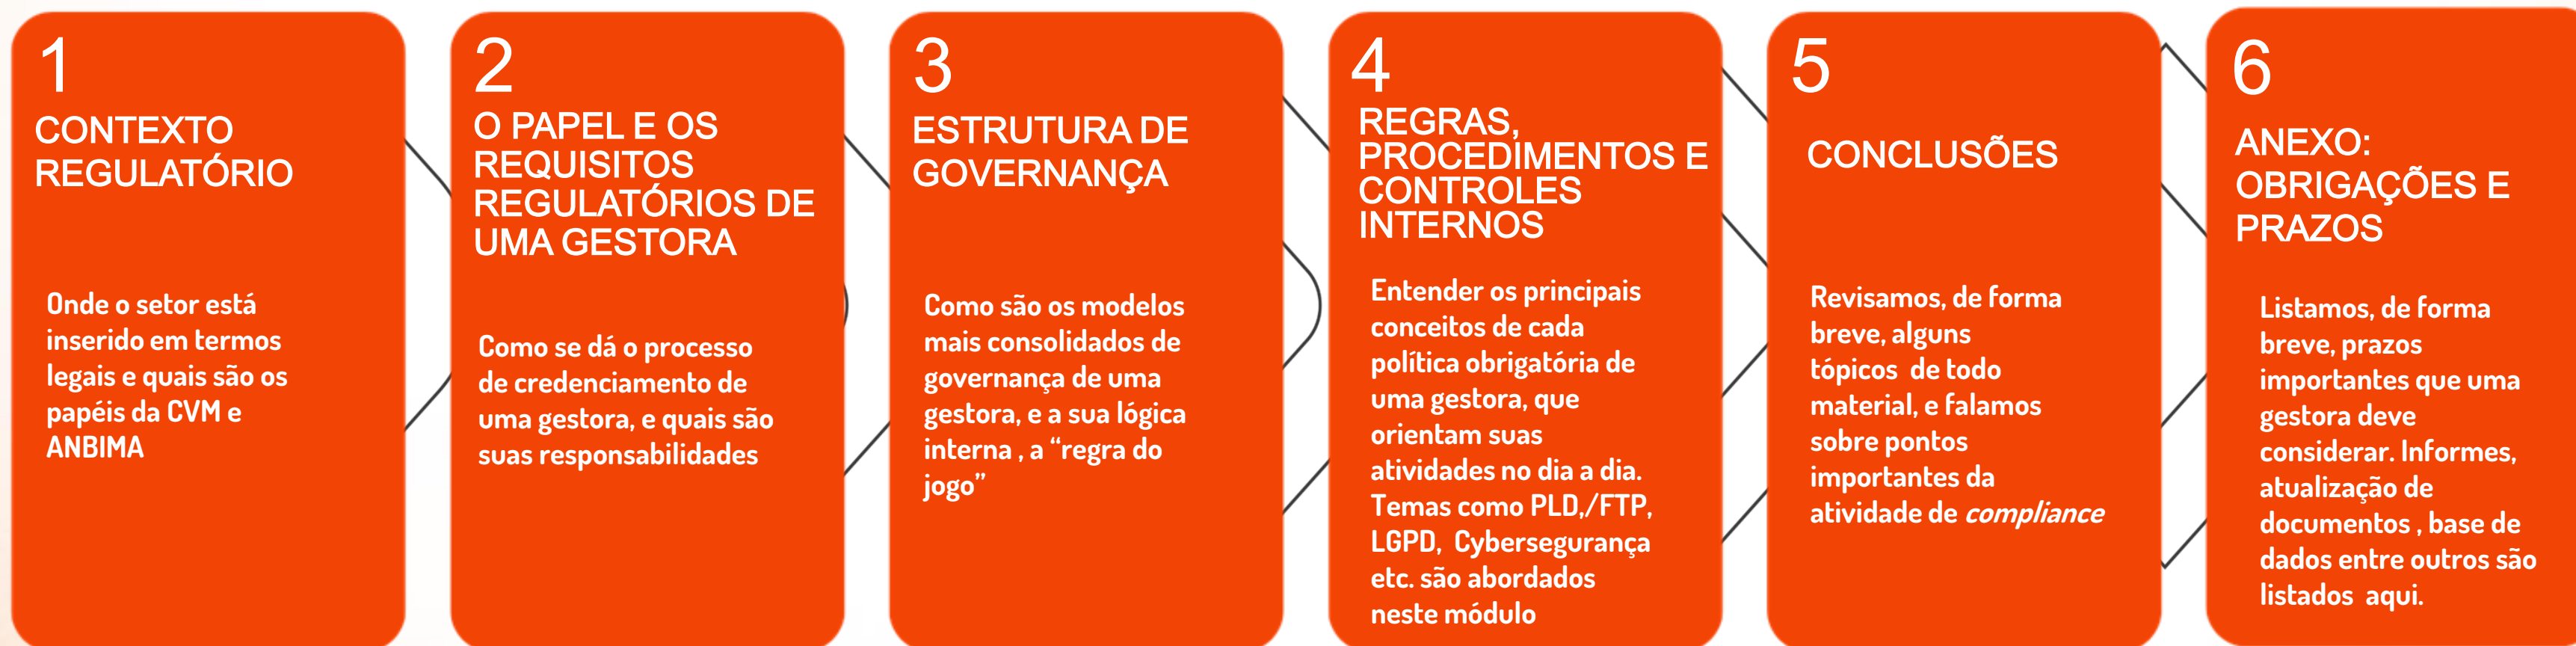 1
CONTEXTO
REGULATÓRIO
Onde o setor está
inserido em termos
legais e quais são os
papéis da CVM e
ANBIMA
2
O PAPEL E OS
REQUISITOS
REGULATÓRIOS DE
UMA GESTORA
Como se dá o processo
de credenciamento de
uma gestora, e quais são
suas responsabilidades
3
ESTRUTURA DE
GOVERNANÇA
Como são os modelos
mais consolidados de
governança de uma
gestora, e a sua lógica
interna , a “regra do
jogo”
4
REGRAS,
PROCEDIMENTOS E
CONTROLES
INTERNOS
Entender os principais
conceitos de cada
política obrigatória de
uma gestora, que
orientam suas
atividades no dia a dia.
Temas como PLD,/FTP,
LGPD, Cybersegurança
etc. são abordados
neste módulo
5
CONCLUSÕES
Revisamos, de forma
breve, alguns
tópicos de todo
material, e falamos
sobre pontos
importantes da
atividade de compliance
6
ANEXO:
OBRIGAÇÕES E
PRAZOS
Listamos, de forma
breve, prazos
importantes que uma
gestora deve
considerar. Informes,
atualização de
documentos , base de
dados entre outros são
listados aqui.